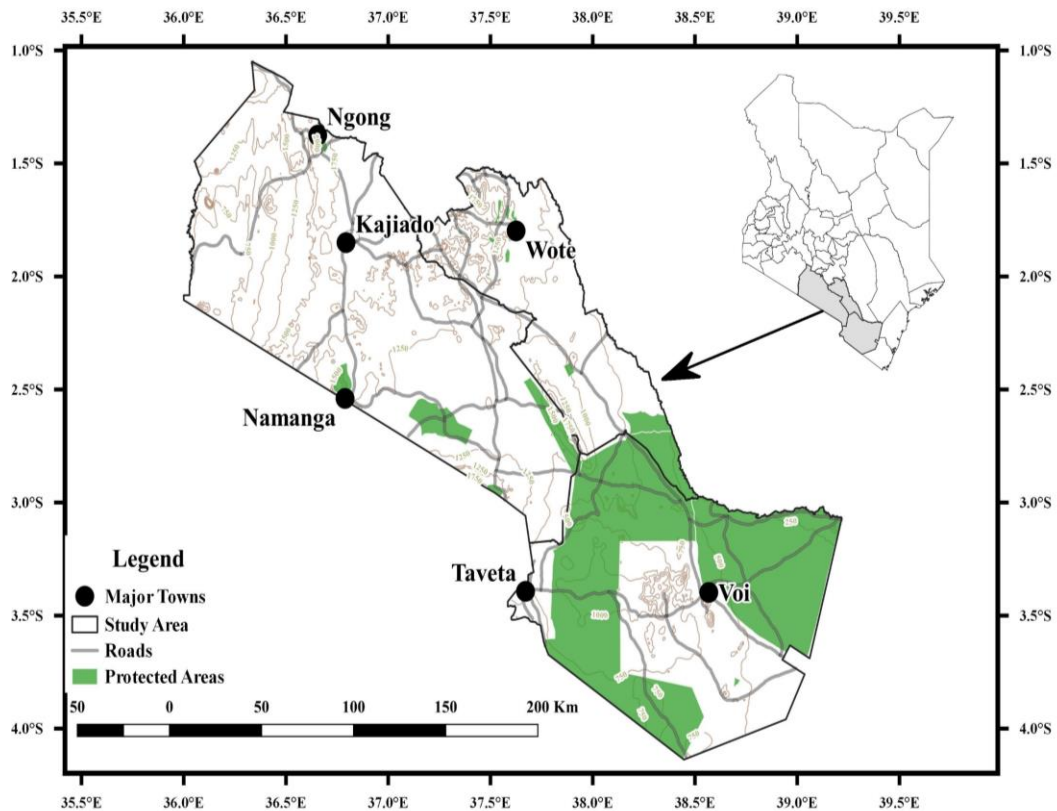 35.5°E 36.0°E 36.5°E 37.0°E 37.5°E 38.0°E 38.5°E 39.0°E 39.5°E
1.0°S 1.0°S
Ngong
1.5°S 1.5°S
Kajiado
Wote
2.0°S 2.0°S
2.5°S 2.5°S
Namanga
3.0°S 3.0°S
Legend
Taveta
Voi
Major Towns
3.5°S 3.5°S
Study Area
Roads
Protected Areas
50 0 50 100 150 200 Km
4.0°S 4.0°S
35.5°E 36.0°E 36.5°E 37.0°E 37.5°E 38.0°E 38.5°E 39.0°E 39.5°E